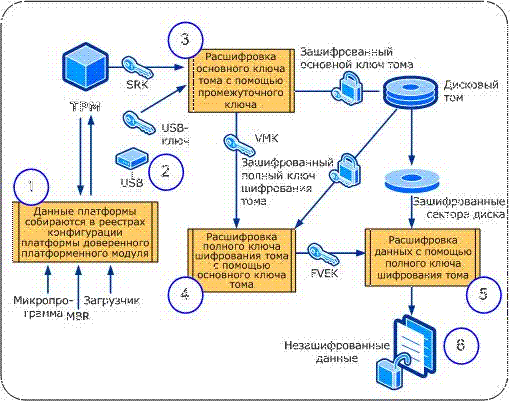 3
Расшифровка
основного ключа
тома с помощью
промежуточного
ключа
Зашифрованный
основной ключ тома
SRK
TPM
Дисковый
том
USB-
ключ
VMK
USB
2
Зашифрованный
полный ключ
шифрования
тома
1
Данные платформы
собираются в реестрах
конфигурации
платформы доверенного
платформенного модуля
Зашифрованные
сектора диска
Расшифровка
полного ключа
шифрования тома
с помощью
основного ключа
тома
4
FVEK
Расшифровка
данных с помощью
полного ключа
шифрования тома
5
Микропро-
грамма
MBR
Загрузчик
Незашифрованные
данные
6